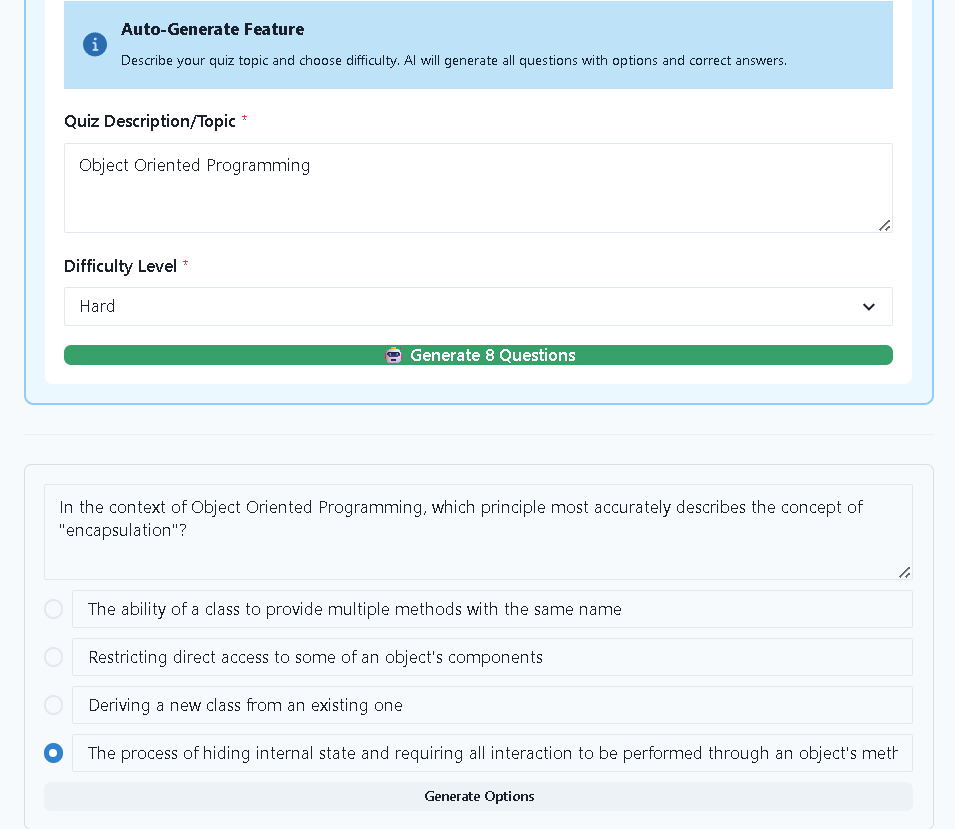 Auto-Generate Feature
Describe your quiz topic and choose difficulty. AI will generate all questions with options and correct answers.
Quiz Description/Topic *
Object Oriented Programming
Difficulty Level *
Hard
Generate 8 Questions
In the context of Object Oriented Programming, which principle most accurately describes the concept of
"encapsulation"?
The ability of a class to provide multiple methods with the same name
Restricting direct access to some of an object's components
Deriving a new class from an existing one
The process of hiding internal state and requiring all interaction to be performed through an object's meth
Generate Options